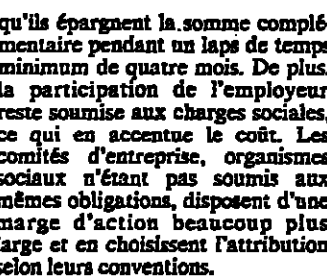 qu'ils épargnent la somme complé-
mentaire pendant un laps de temps
minimum de quatre mois. De plus,
la participation de l'employeur
reste soumise aux charges sociales,
ce qui en accentue le coût. Les
comités d'entreprise, organismes
sociaux n'étant pas soumis aux
mêmes obligations, disposent d'une
marge d'action beaucoup plus
large et en choisissent l'attribution
selon leurs conventions.